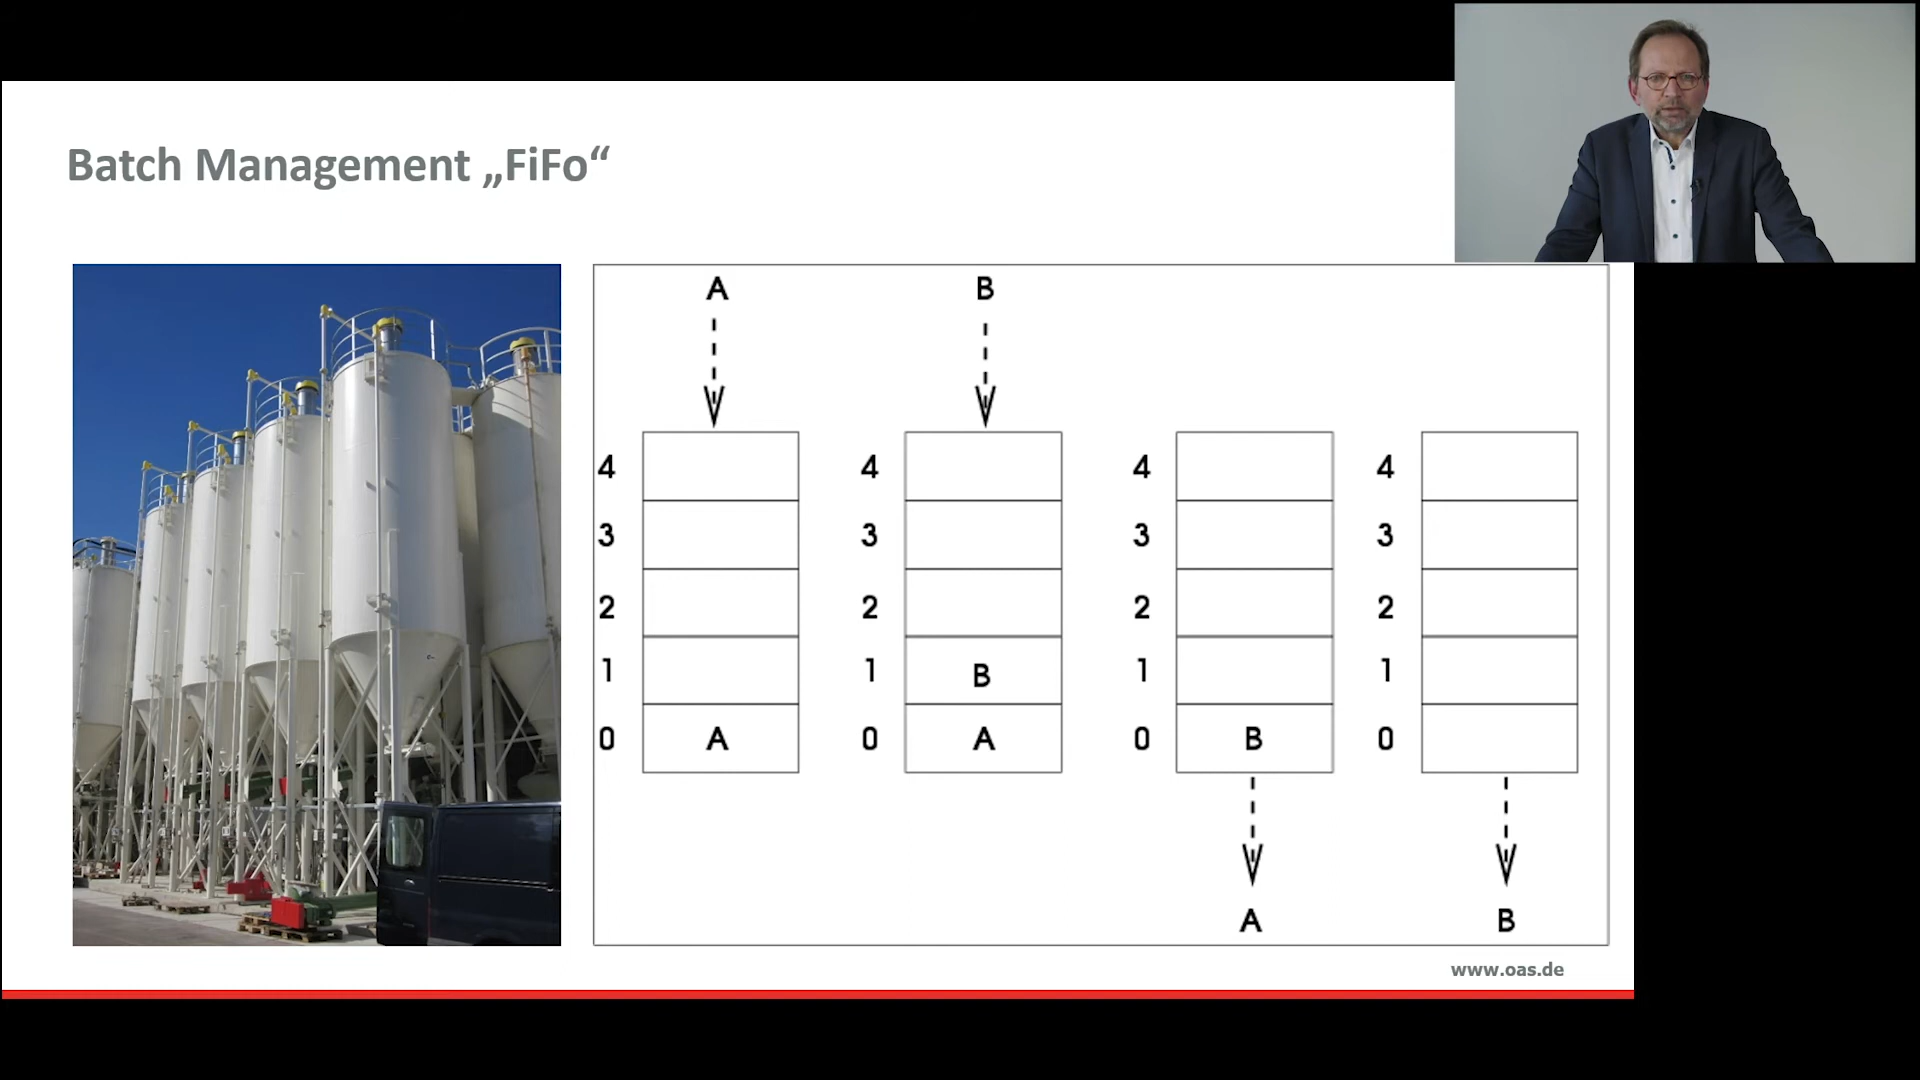 Batch Management „FiFo“
A B
4 4 4 4
3 3 3 3
2 2 2 2
1 1 B 1 1
0 A 0 A 0 B 0
A B
www.oas.de